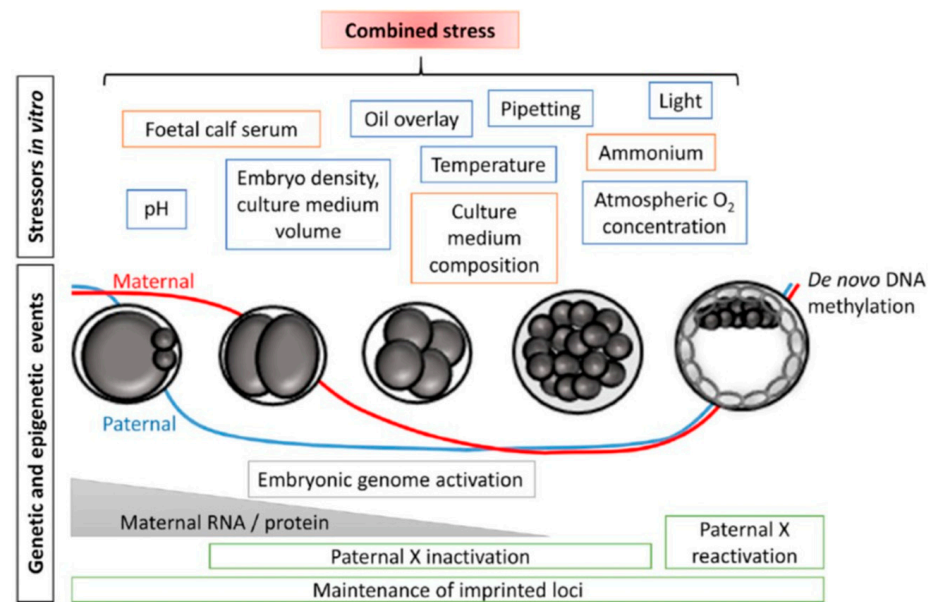 Combined stress
Stressors in vitro
Foetal calf serum
Oil overlay
Pipetting
Light
pH
Embryo density,
culture medium
volume
Temperature
Ammonium
Culture
medium
composition
Atmospheric O₂
concentration
Genetic and epigenetic events
Maternal
De novo DNA
methylation
Paternal
Embryonic genome activation
Maternal RNA / protein
Paternal X
reactivation
Paternal X inactivation
Maintenance of imprinted loci